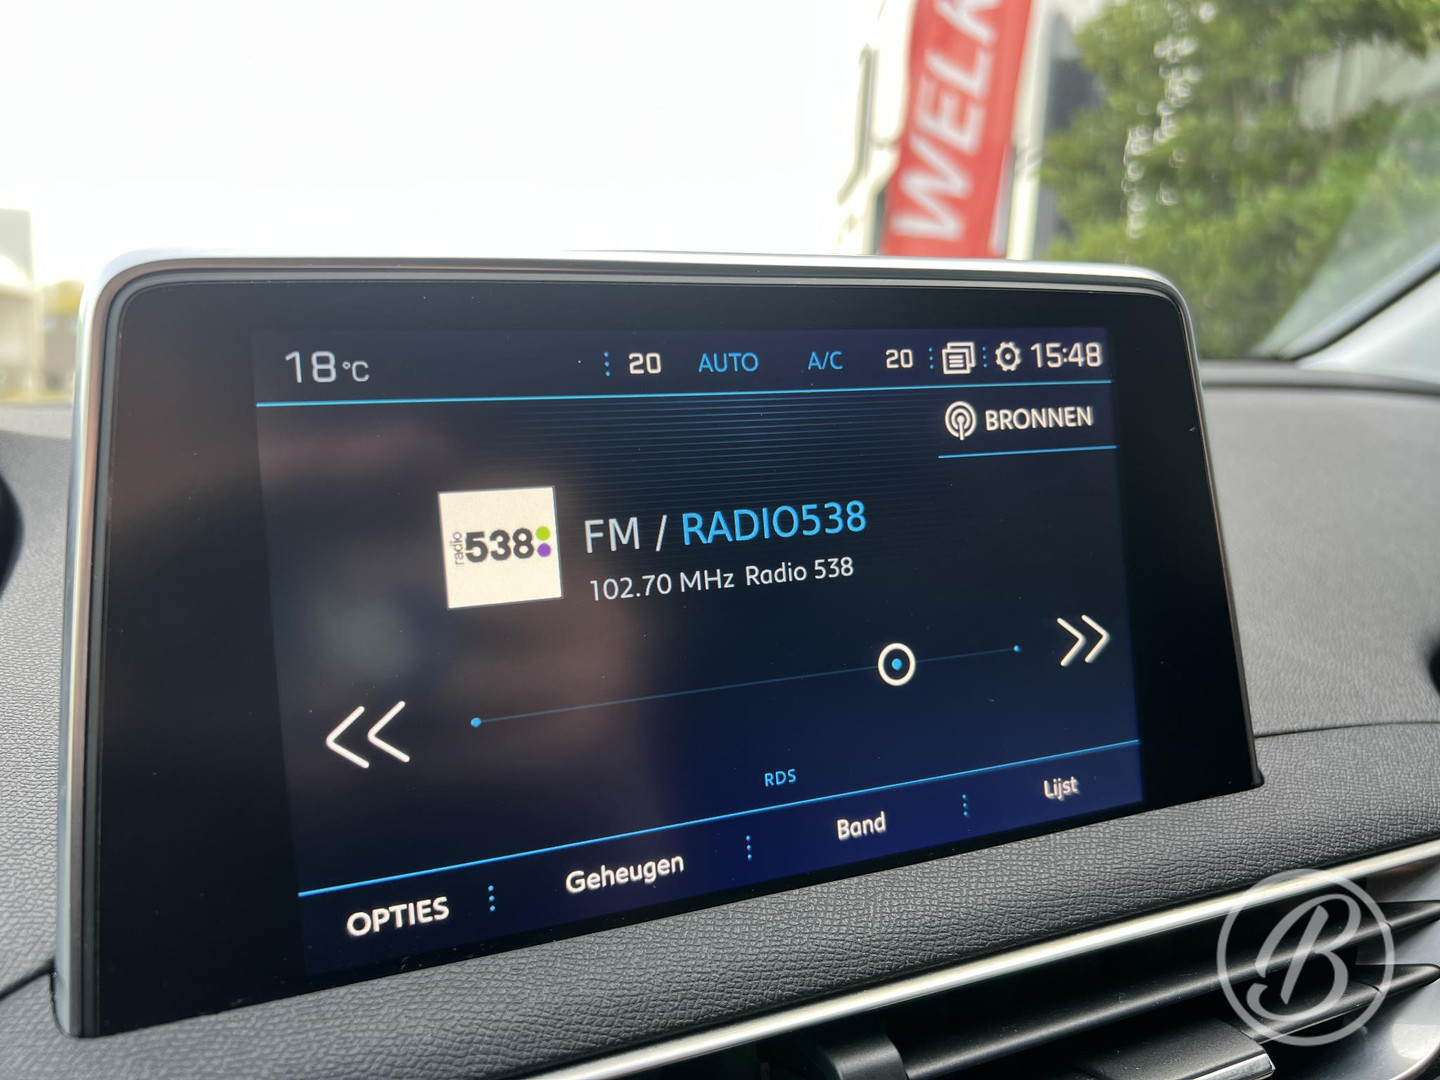 WELK
18 °C 20 AUTO A/C 20 15:48
BRONNEN
radio 538
FM / RADIO538
102.70 MHz Radio 538
RDS
OPTIES Geheugen Band Lijst
B